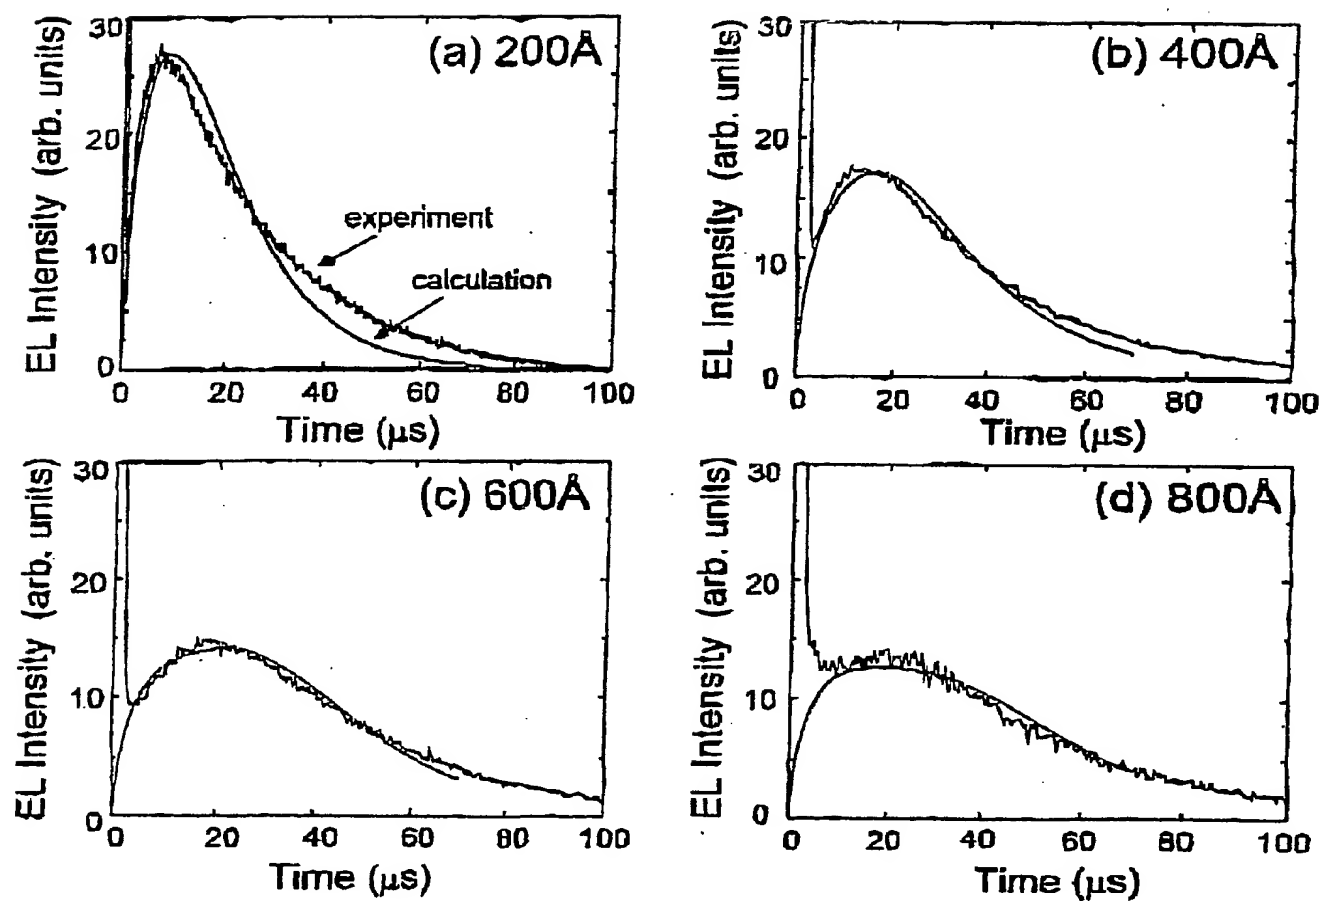 (a) 200Å
EL Intensity (arb. units)
30
20
10
0
experiment
calculation
0 20 40 60 80 100
Time (μs)
(b) 400Å
EL Intensity (arb. units)
30
20
10
0
0 20 40 60 80 100
Time (μs)
(c) 600Å
EL Intensity (arb. units)
30
20
10
0
0 20 40 60 80 100
Time (μs)
(d) 800Å
EL Intensity (arb. units)
30
20
10
0
0 20 40 60 80 100
Time (μs)